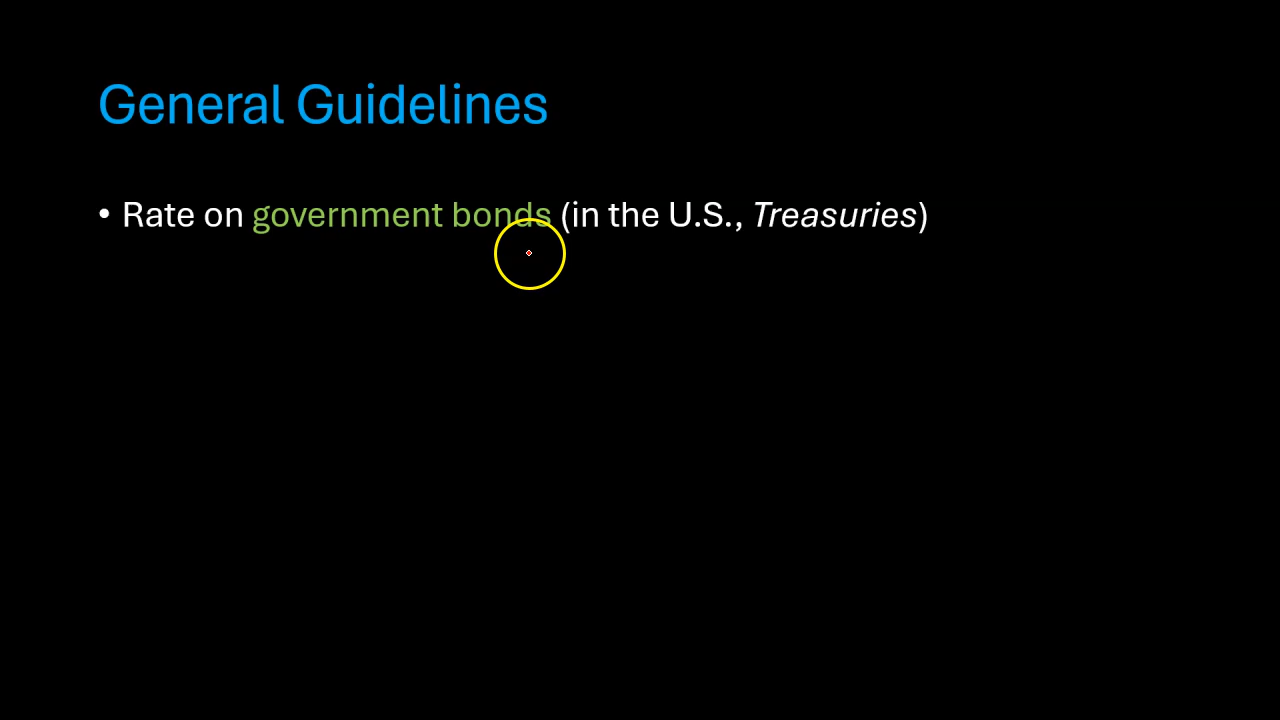 General Guidelines
• Rate on government bonds (in the U.S., Treasuries)